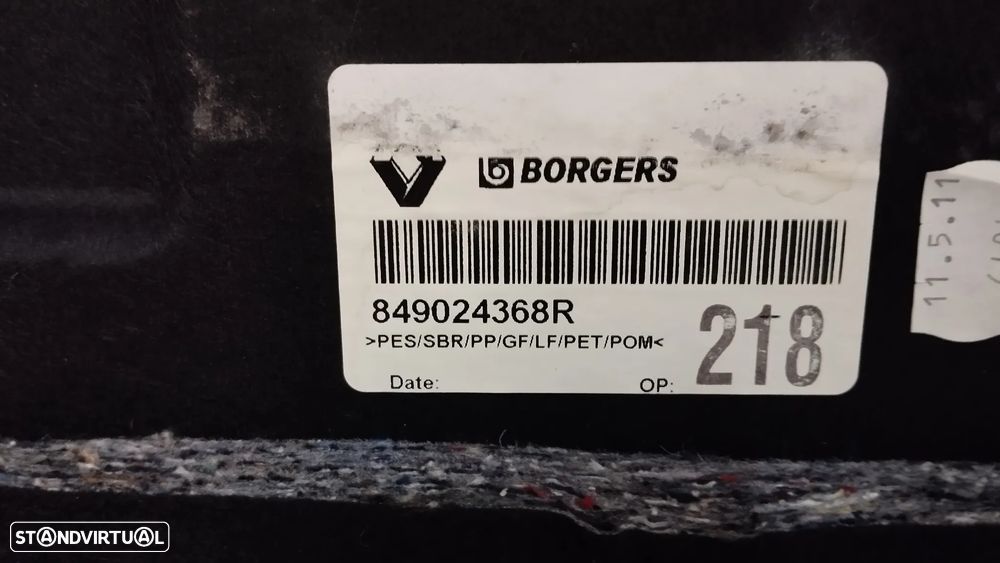 BORGERS
849024368R
>PES/SBR/PP/GF/LF/PET/POM<
Date:
OP:
218
11.5.11
STANDVIRTUAL